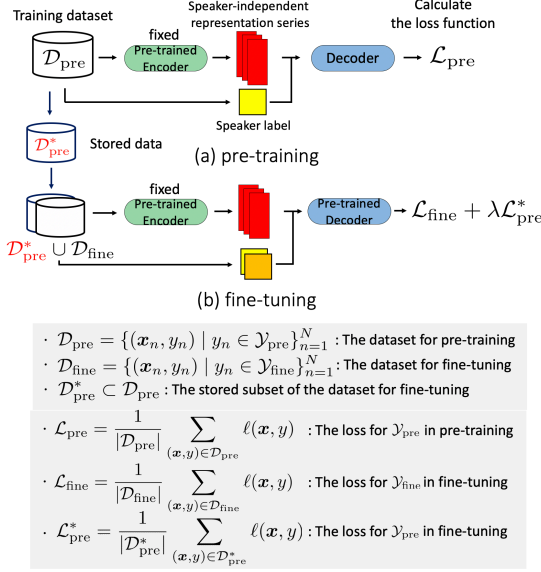 Training dataset
fixed
Speaker-independent
representation series
Calculate
the loss function
𝒟_pre
Pre-trained
Encoder
Decoder
ℒ_pre
Speaker label
𝒟*_pre
Stored data
(a) pre-training
fixed
Pre-trained
Encoder
Pre-trained
Decoder
ℒ_fine + λℒ*_pre
𝒟*_pre ∪ 𝒟_fine
(b) fine-tuning
· 𝒟_pre = {(𝒙_n, y_n) | y_n ∈ 𝒴_pre}_{n=1}^N : The dataset for pre-training
· 𝒟_fine = {(𝒙_n, y_n) | y_n ∈ 𝒴_fine}_{n=1}^N : The dataset for fine-tuning
· 𝒟*_pre ⊂ 𝒟_pre : The stored subset of the dataset for fine-tuning
· ℒ_pre = 1/|𝒟_pre| ∑_{(𝒙,y)∈𝒟_pre} ℓ(𝒙, y) : The loss for 𝒴_pre in pre-training
· ℒ_fine = 1/|𝒟_fine| ∑_{(𝒙,y)∈𝒟_fine} ℓ(𝒙, y) : The loss for 𝒴_fine in fine-tuning
· ℒ*_pre = 1/|𝒟*_pre| ∑_{(𝒙,y)∈𝒟*_pre} ℓ(𝒙, y) : The loss for 𝒴_pre in fine-tuning